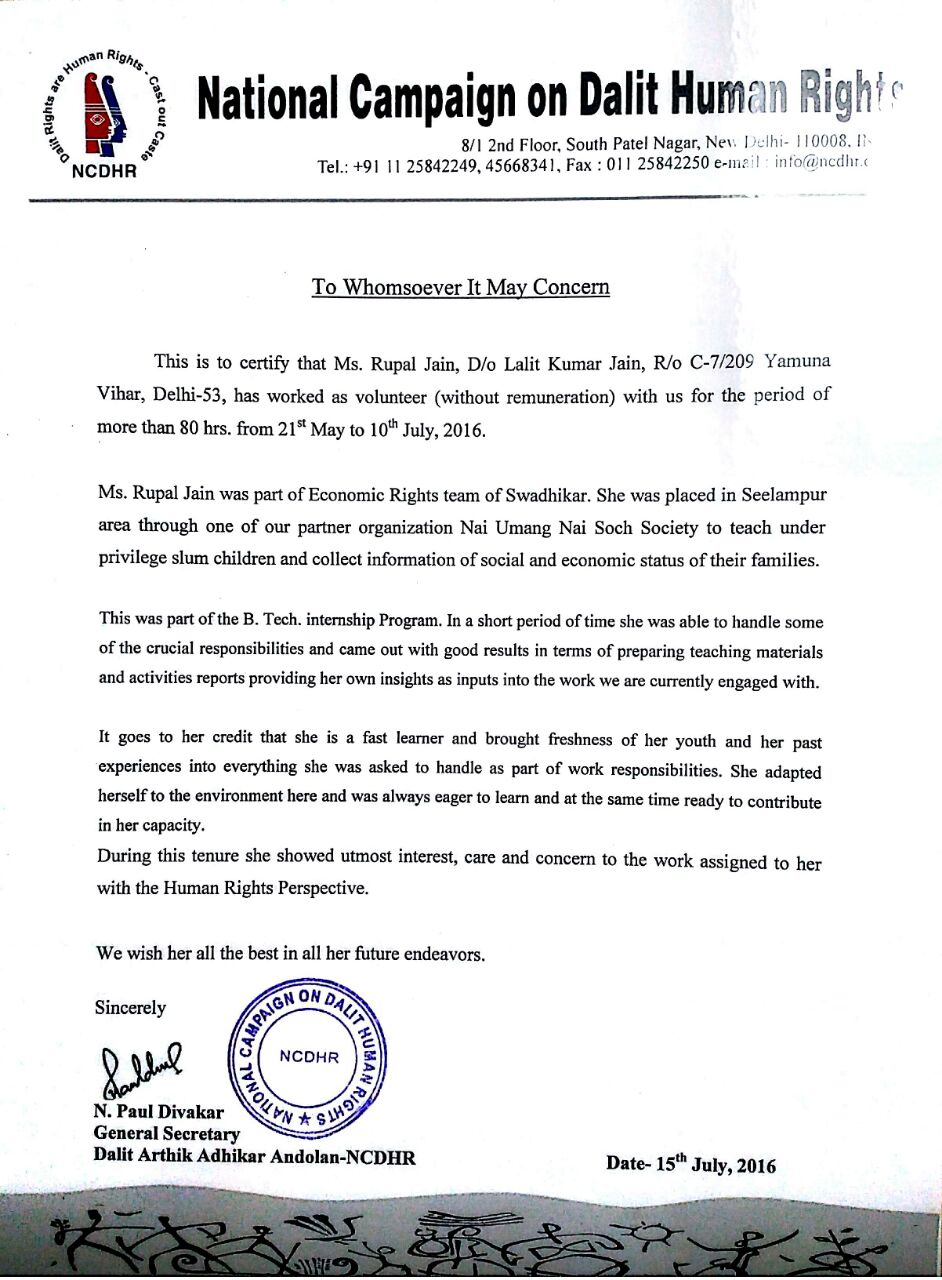 Dalit Rights are Human Rights - Cast out Caste
NCDHR
National Campaign on Dalit Human Rights
8/1 2nd Floor, South Patel Nagar, New Delhi- 110008.
Tel.: +91 11 25842249, 45668341, Fax : 011 25842250 e-mail : info@ncdhr.
To Whomsoever It May Concern
This is to certify that Ms. Rupal Jain, D/o Lalit Kumar Jain, R/o C-7/209 Yamuna
Vihar, Delhi-53, has worked as volunteer (without remuneration) with us for the period of
more than 80 hrs. from 21st May to 10th July, 2016.
Ms. Rupal Jain was part of Economic Rights team of Swadhikar. She was placed in Seelampur
area through one of our partner organization Nai Umang Nai Soch Society to teach under
privilege slum children and collect information of social and economic status of their families.
This was part of the B. Tech. internship Program. In a short period of time she was able to handle some
of the crucial responsibilities and came out with good results in terms of preparing teaching materials
and activities reports providing her own insights as inputs into the work we are currently engaged with.
It goes to her credit that she is a fast learner and brought freshness of her youth and her past
experiences into everything she was asked to handle as part of work responsibilities. She adapted
herself to the environment here and was always eager to learn and at the same time ready to contribute
in her capacity.
During this tenure she showed utmost interest, care and concern to the work assigned to her
with the Human Rights Perspective.
We wish her all the best in all her future endeavors.
Sincerely
NATIONAL CAMPAIGN ON DALIT HUMAN RIGHTS
NCDHR
N. Paul Divakar
General Secretary
Dalit Arthik Adhikar Andolan-NCDHR
Date- 15th July, 2016